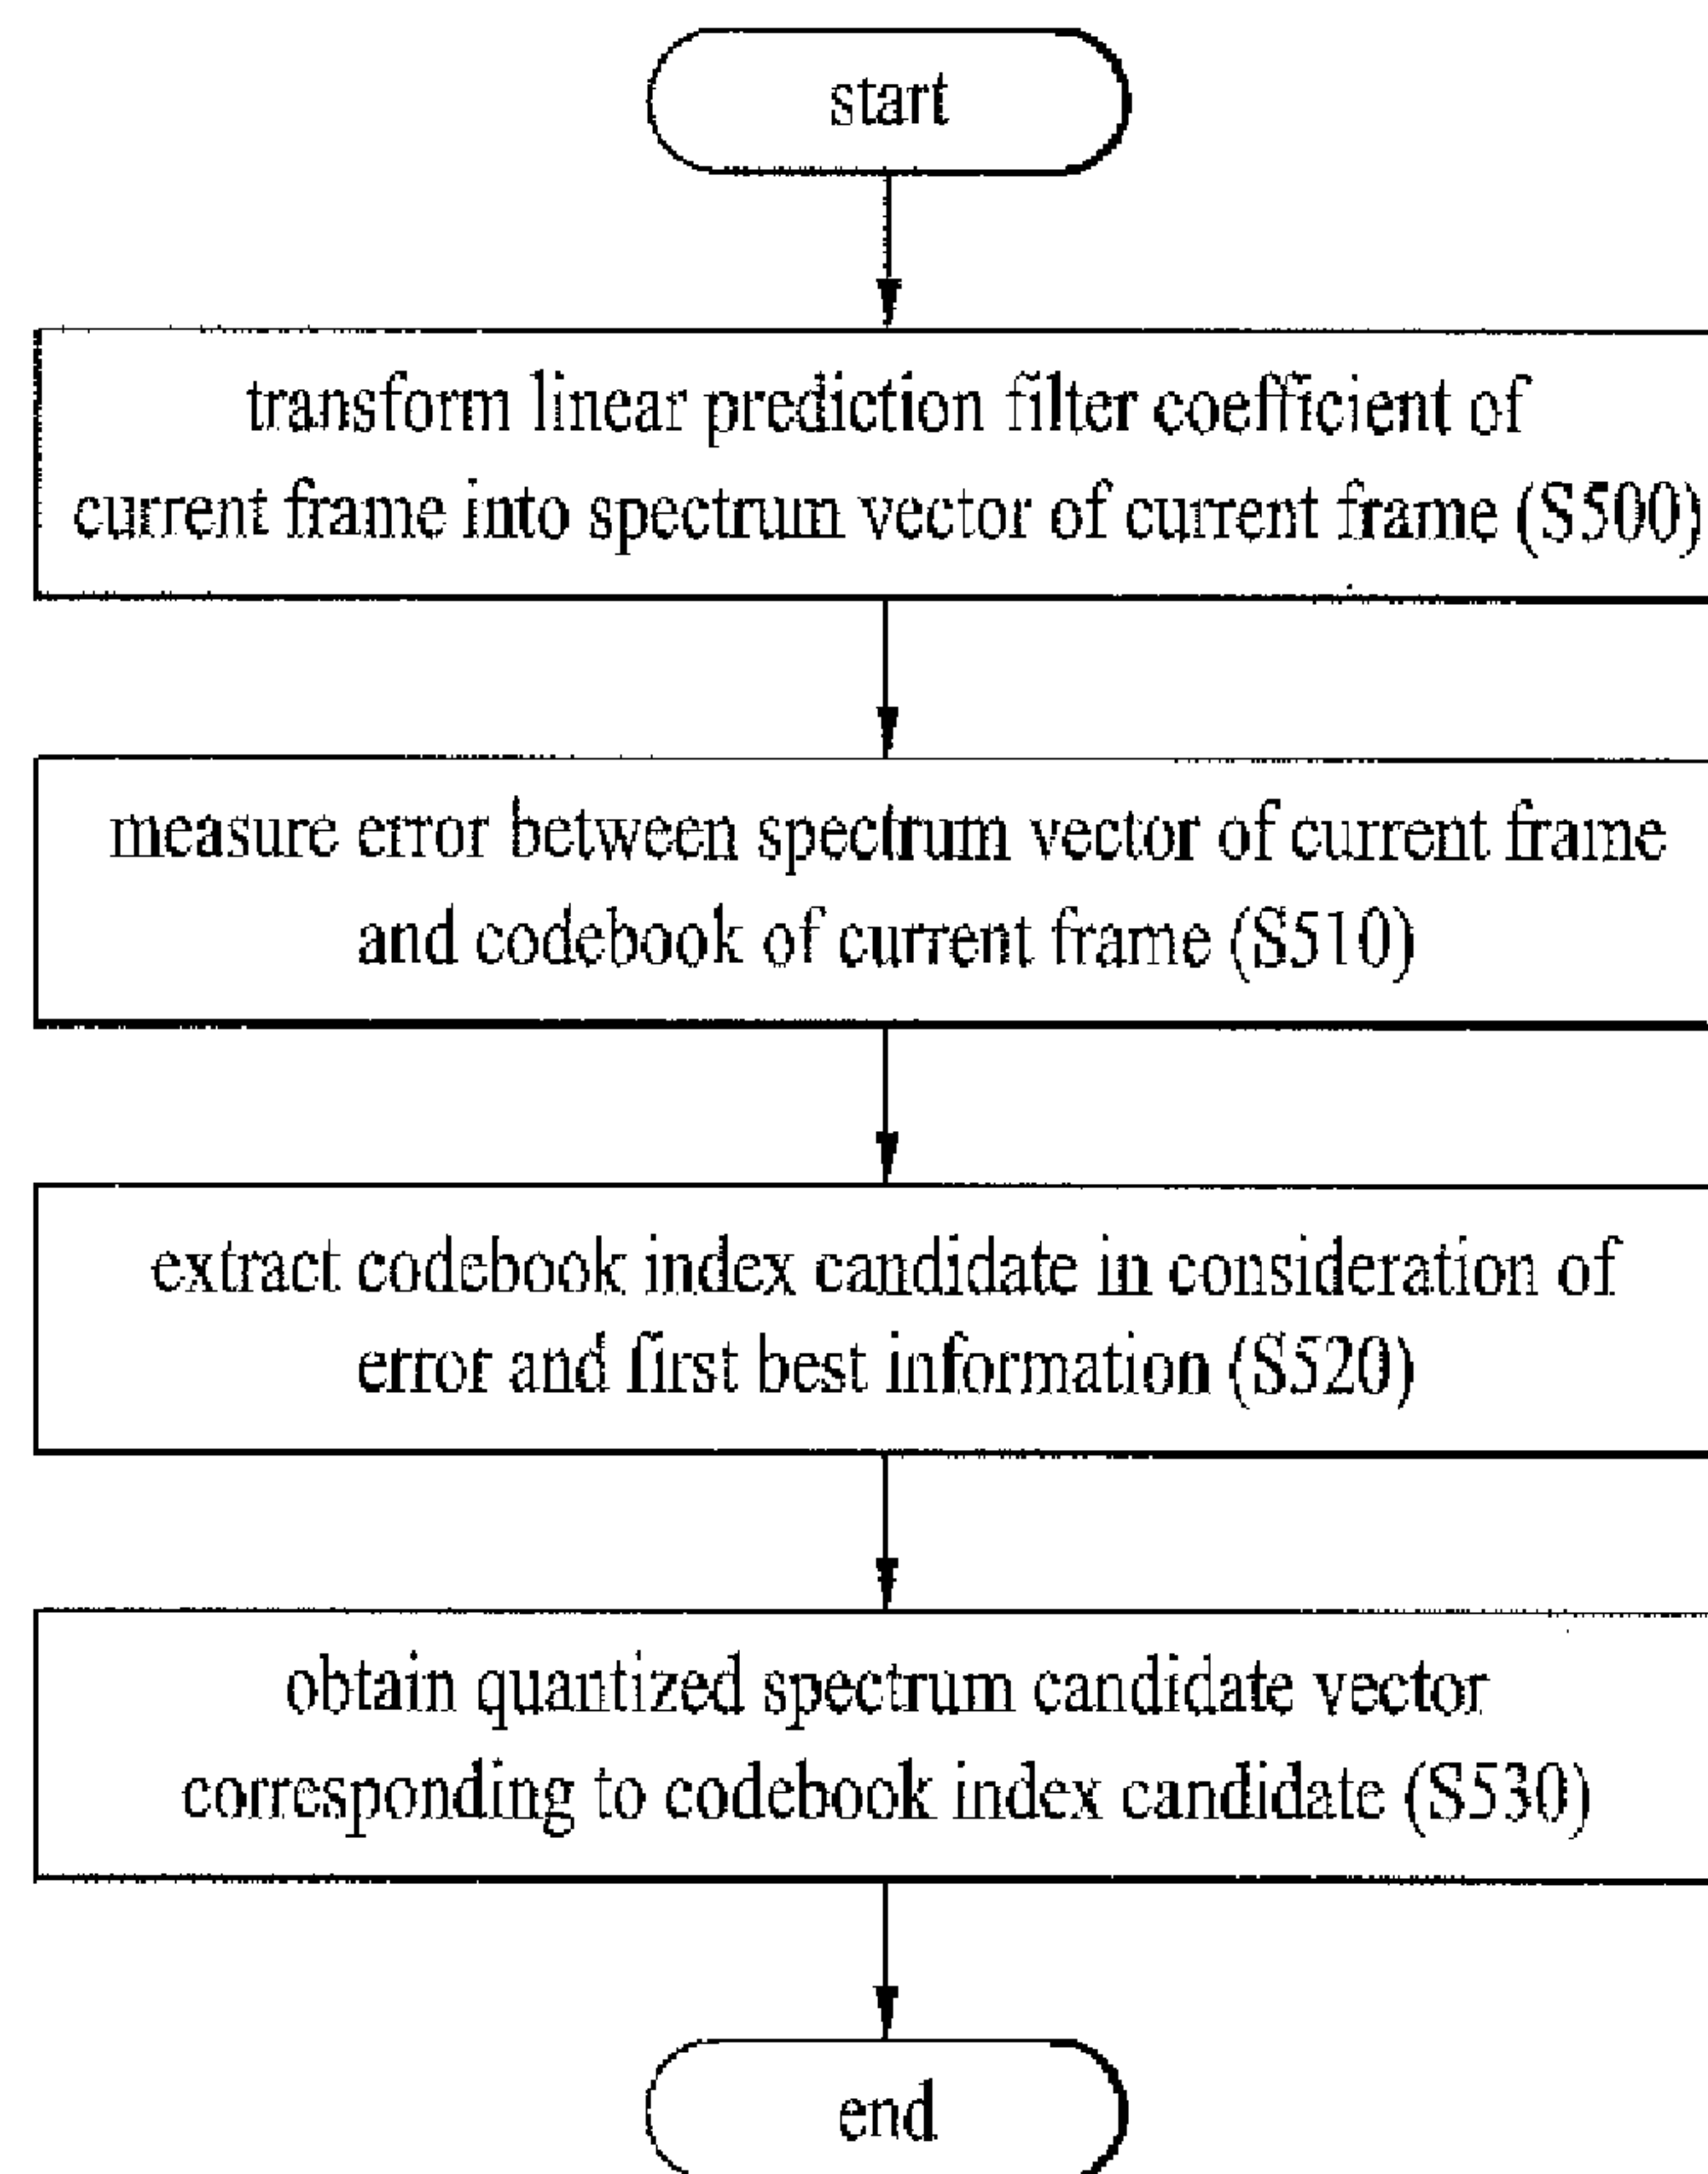 start
transform linear prediction filter coefficient of
current frame into spectrum vector of current frame (S500)
measure error between spectrum vector of current frame
and codebook of current frame (S510)
extract codebook index candidate in consideration of
error and first best information (S520)
obtain quantized spectrum candidate vector
corresponding to codebook index candidate (S530)
end